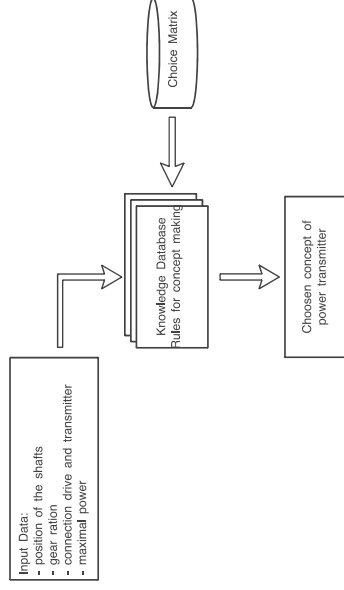 Input Data:
- position of the shafts
- gear ration
- connection drive and transmitter
- maximal power
Knowledge Database
Rules for concept making
Choice Matrix
Choosen concept of
power transmitter